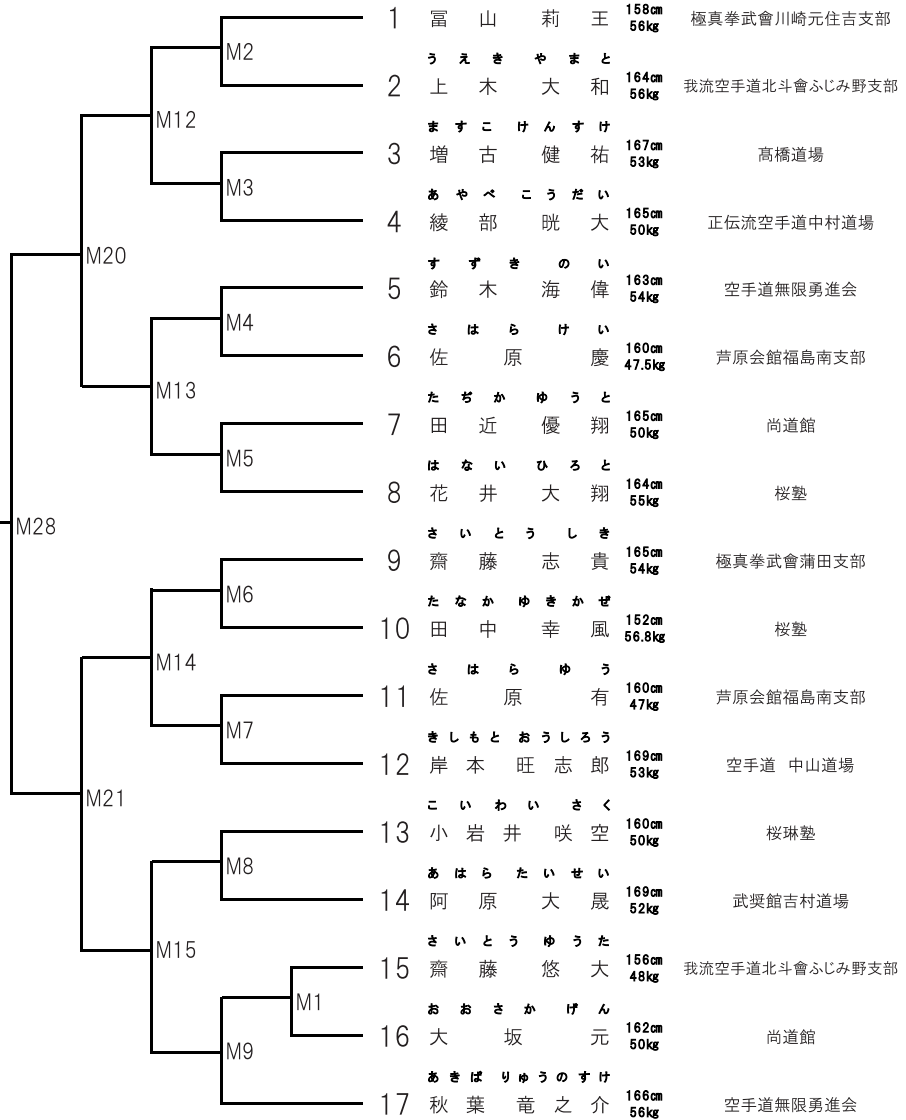 1 冨山 莉王 158cm 56kg 極真拳武會川崎元住吉支部
M2
うえき やまと
2 上木 大和 164cm 56kg 我流空手道北斗會ふじみ野支部
M12
ますこ けんすけ
3 増古 健祐 167cm 53kg 髙橋道場
M3
あやべ こうだい
4 綾部 晄大 165cm 50kg 正伝流空手道中村道場
M20
すずき のい
5 鈴木 海偉 163cm 54kg 空手道無限勇進会
M4
さはら けい
6 佐原 慶 160cm 47.5kg 芦原会館福島南支部
M13
たぢか ゆうと
7 田近 優翔 165cm 50kg 尚道館
M5
はない ひろと
8 花井 大翔 164cm 55kg 桜塾
M28
さいとう しき
9 齋藤 志貴 165cm 54kg 極真拳武會蒲田支部
M6
たなか ゆきかぜ
10 田中 幸風 152cm 56.8kg 桜塾
M14
さはら ゆう
11 佐原 有 160cm 47kg 芦原会館福島南支部
M7
きしもと おうしろう
12 岸本 旺志郎 169cm 53kg 空手道 中山道場
M21
こいわい さく
13 小岩井 咲空 160cm 50kg 桜琳塾
M8
あはら たいせい
14 阿原 大晟 169cm 52kg 武奨館吉村道場
M15
さいとう ゆうた
15 齋藤 悠大 156cm 48kg 我流空手道北斗會ふじみ野支部
M1
おおさか げん
16 大坂 元 162cm 50kg 尚道館
M9
あきば りゅうのすけ
17 秋葉 竜之介 166cm 56kg 空手道無限勇進会